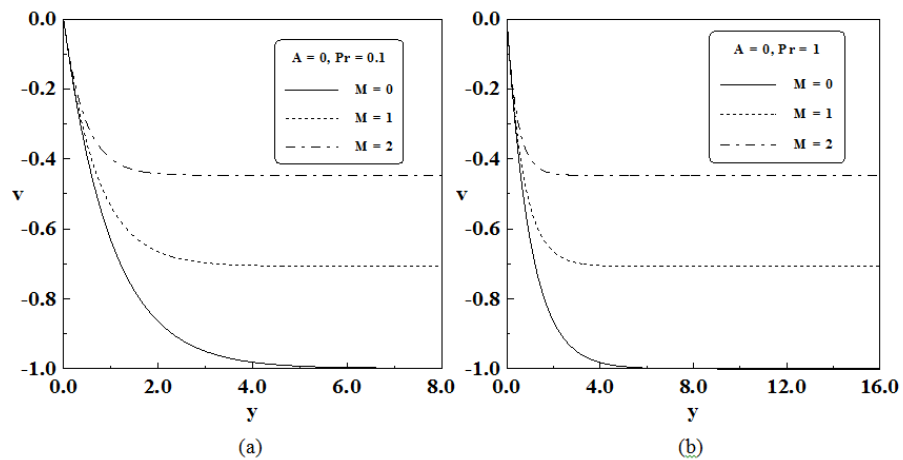 0.0
-0.2
-0.4
v
-0.6
-0.8
-1.0
0.0 2.0 4.0 6.0 8.0
y
A = 0, Pr = 0.1
M = 0
M = 1
M = 2
(a)
0.0
-0.2
-0.4
v
-0.6
-0.8
-1.0
0.0 4.0 8.0 12.0 16.0
y
A = 0, Pr = 1
M = 0
M = 1
M = 2
(b)